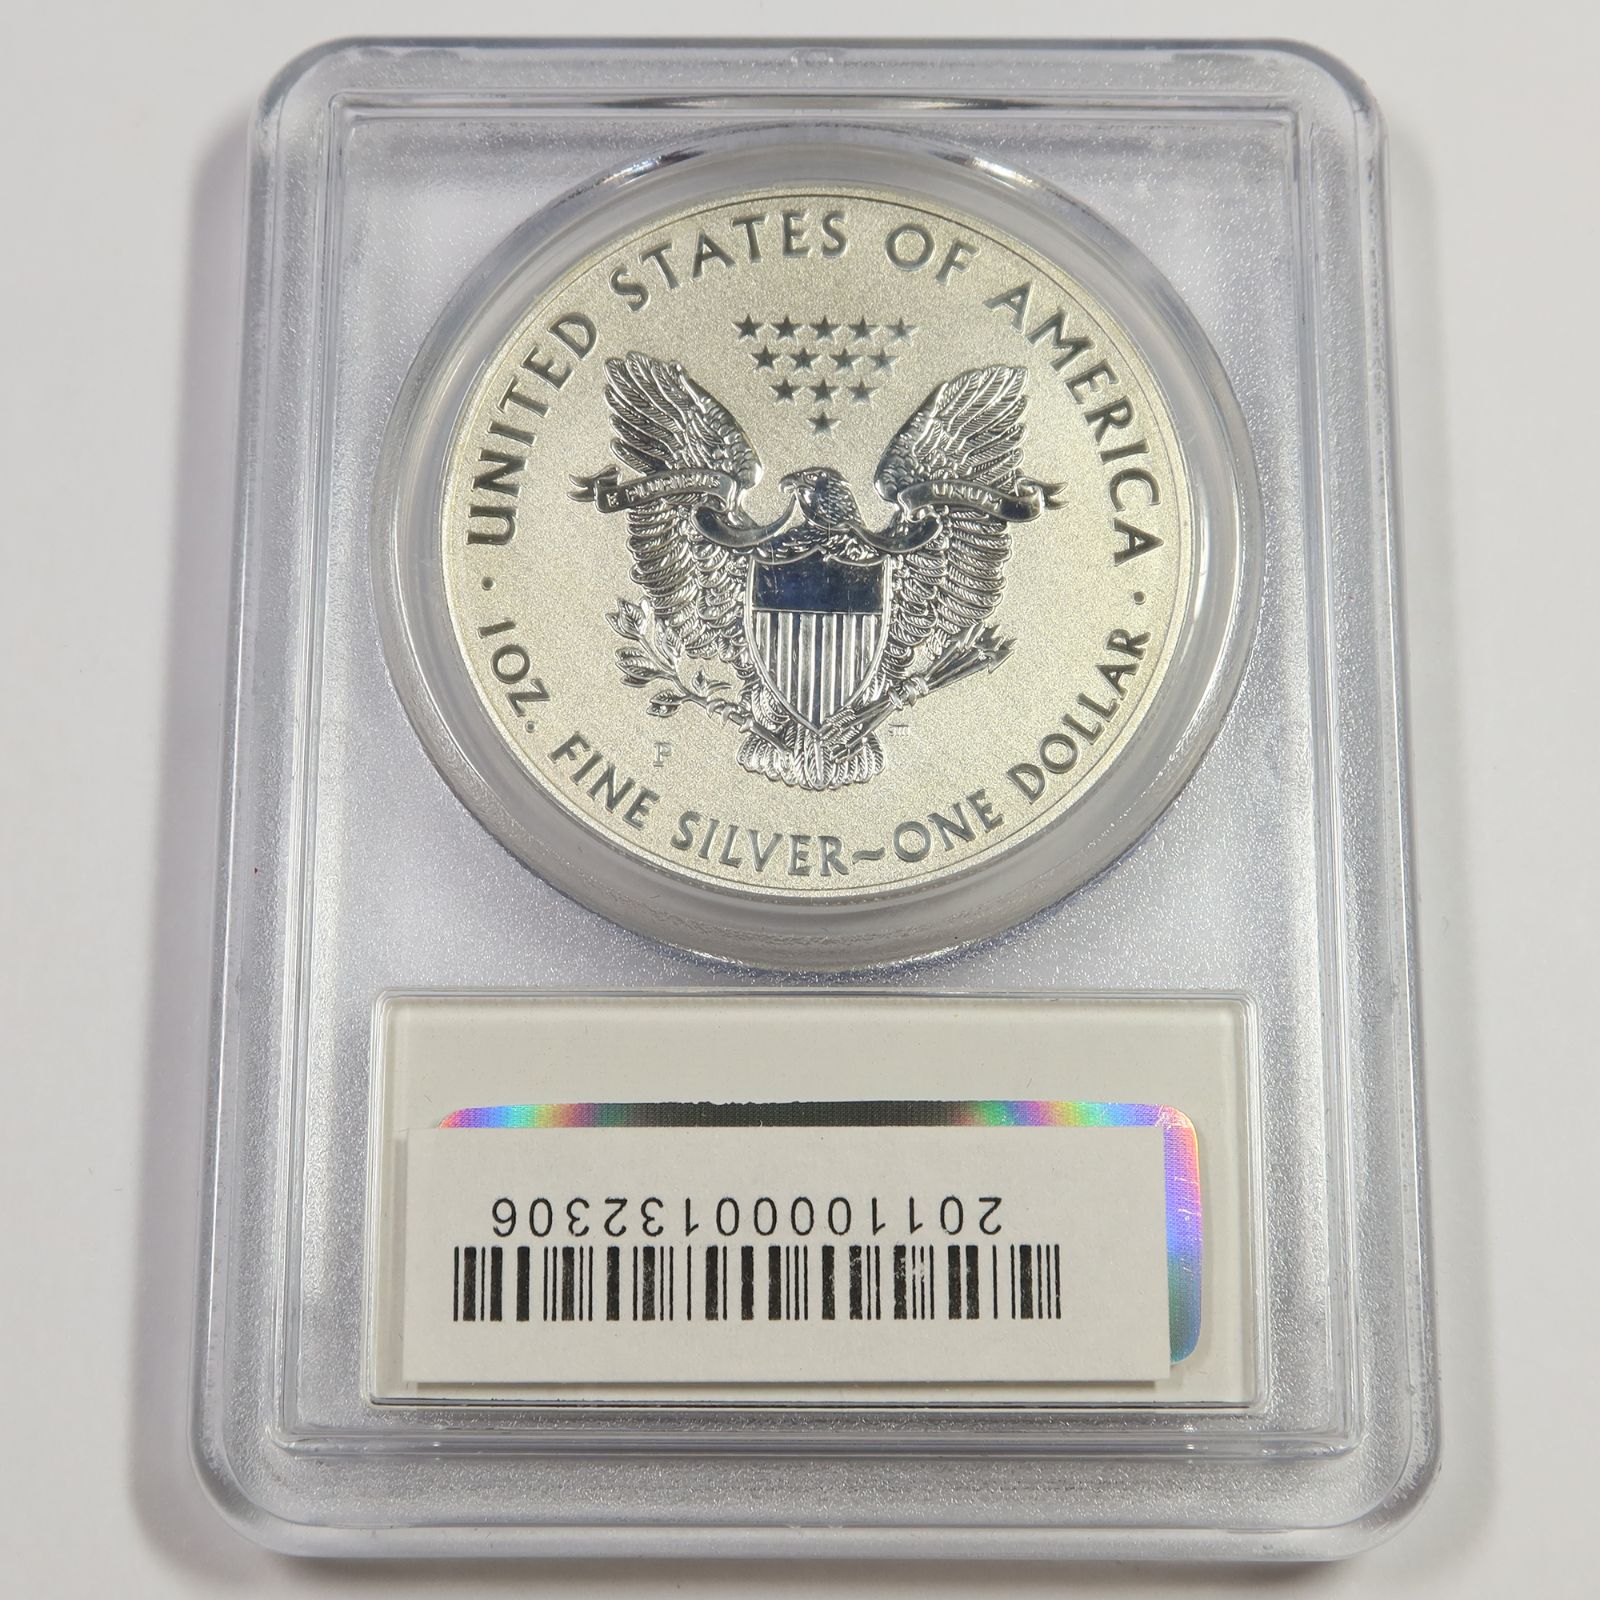 UNITED STATES OF AMERICA
E PLURIBUS UNUM
P
1 OZ. FINE SILVER~ONE DOLLAR
20110000132306